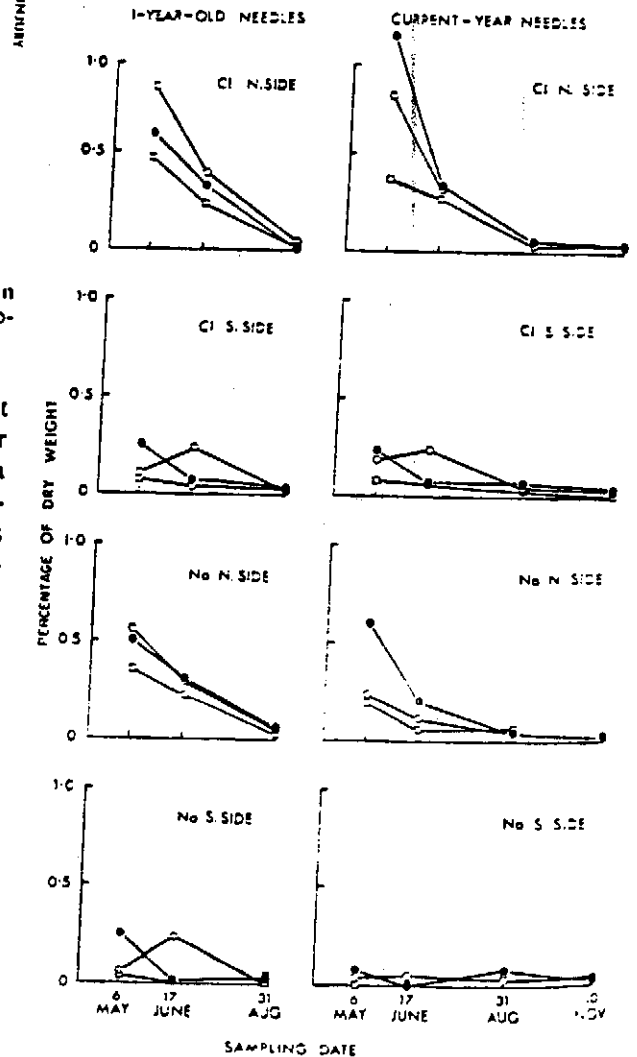 1-YEAR-OLD NEEDLES
CURRENT-YEAR NEEDLES
Cl N. SIDE
Cl N. SIDE
0·5
0
1·0
Cl S. SIDE
Cl S SIDE
0·5
0
PERCENTAGE OF DRY WEIGHT
1·0
Na N. SIDE
Na N SIDE
0·5
0
1·0
Na S. SIDE
Na S SIDE
0·5
0
6 17 31 6 17 31
MAY JUNE AUG MAY JUNE AUG NOV
SAMPLING DATE